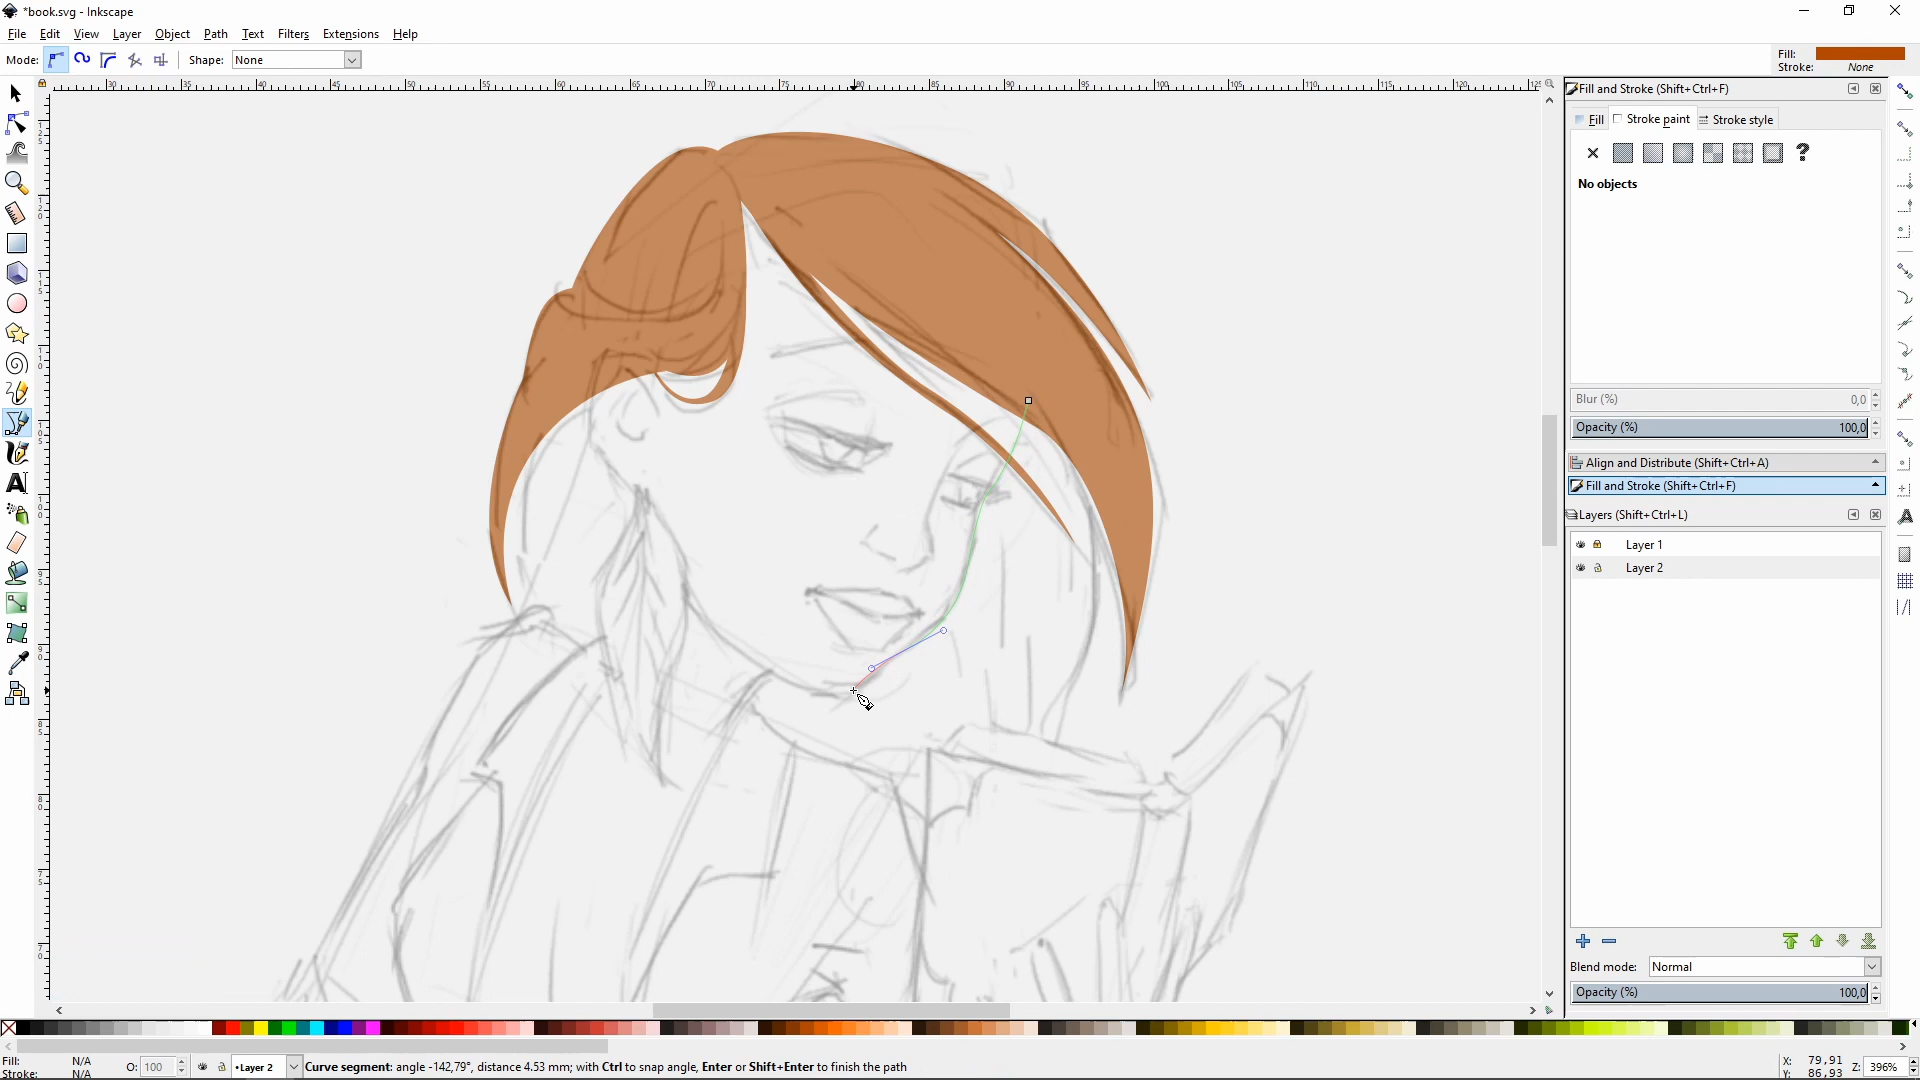 *book.svg - Inkscape
File Edit View Layer Object Path Text Filters Extensions Help
Mode: Shape: None
Fill:
Stroke: None
Fill and Stroke (Shift+Ctrl+F)
Fill Stroke paint Stroke style
No objects
Blur (%) 0,0
Opacity (%) 100,0
Align and Distribute (Shift+Ctrl+A)
Fill and Stroke (Shift+Ctrl+F)
Layers (Shift+Ctrl+L)
Layer 1
Layer 2
Blend mode: Normal
Opacity (%) 100,0
Fill: N/A
Stroke: N/A
O: 100
•Layer 2
Curve segment: angle -142,79°, distance 4.53 mm; with Ctrl to snap angle, Enter or Shift+Enter to finish the path
X: 79,91
Y: 86,93
Z: 396%